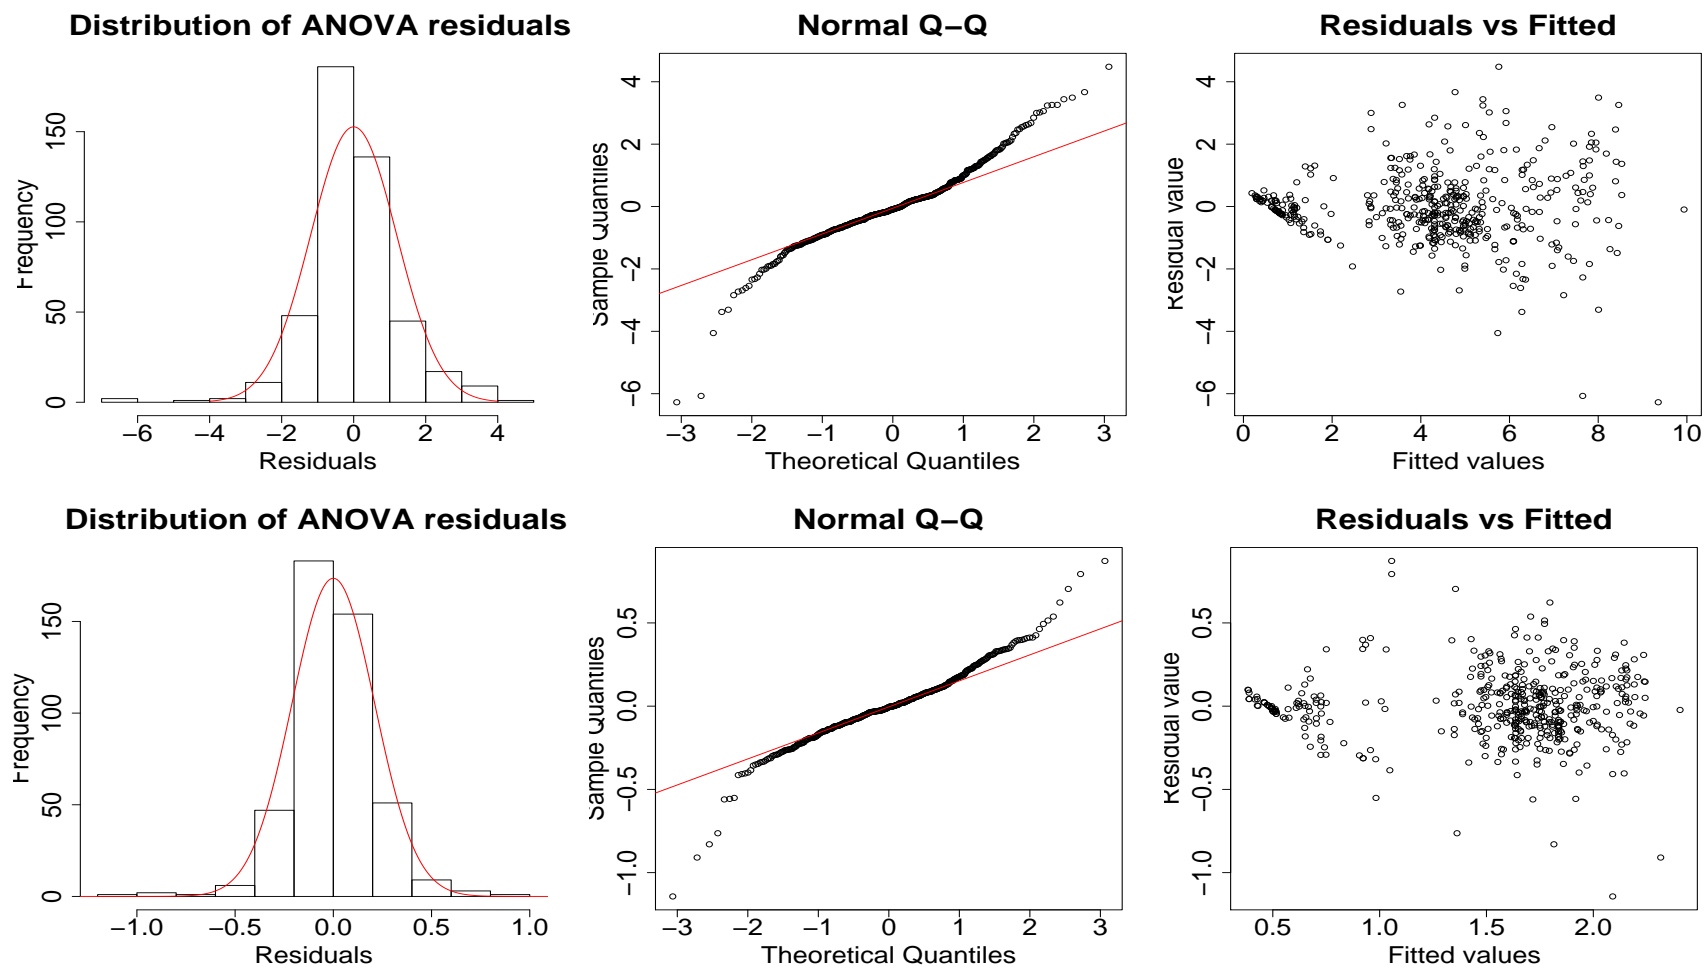 Distribution of ANOVA residuals
Normal Q−Q
Residuals vs Fitted
Frequency
0 50 100 150
−6 −4 −2 0 2 4
Residuals
Sample Quantiles
−6 −4 −2 0 2 4
−3 −2 −1 0 1 2 3
Theoretical Quantiles
Residual value
−6 −4 −2 0 2 4
0 2 4 6 8 10
Fitted values
Distribution of ANOVA residuals
Normal Q−Q
Residuals vs Fitted
Frequency
0 50 100 150
−1.0 −0.5 0.0 0.5 1.0
Residuals
Sample Quantiles
−1.0 −0.5 0.0 0.5
−3 −2 −1 0 1 2 3
Theoretical Quantiles
Residual value
−1.0 −0.5 0.0 0.5
0.5 1.0 1.5 2.0
Fitted values